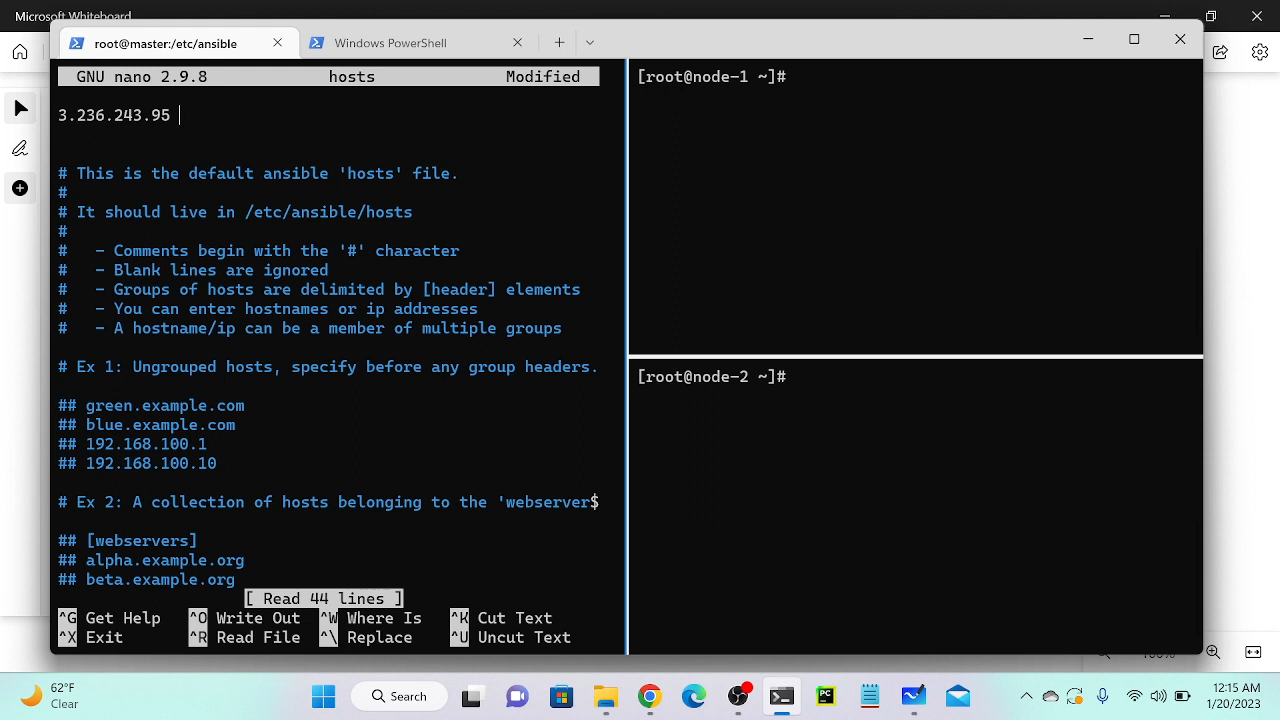 Microsoft Whiteboard
root@master:/etc/ansible
Windows PowerShell
GNU nano 2.9.8 hosts Modified
3.236.243.95
# This is the default ansible 'hosts' file.
#
# It should live in /etc/ansible/hosts
#
# - Comments begin with the '#' character
# - Blank lines are ignored
# - Groups of hosts are delimited by [header] elements
# - You can enter hostnames or ip addresses
# - A hostname/ip can be a member of multiple groups
# Ex 1: Ungrouped hosts, specify before any group headers.
## green.example.com
## blue.example.com
## 192.168.100.1
## 192.168.100.10
# Ex 2: A collection of hosts belonging to the 'webserver$
## [webservers]
## alpha.example.org
## beta.example.org
[ Read 44 lines ]
^G Get Help ^O Write Out ^W Where Is ^K Cut Text
^X Exit ^R Read File ^\ Replace ^U Uncut Text
[root@node-1 ~]#
[root@node-2 ~]#
62°F
Clear
Search
PC
12:15 AM
1/20/2023